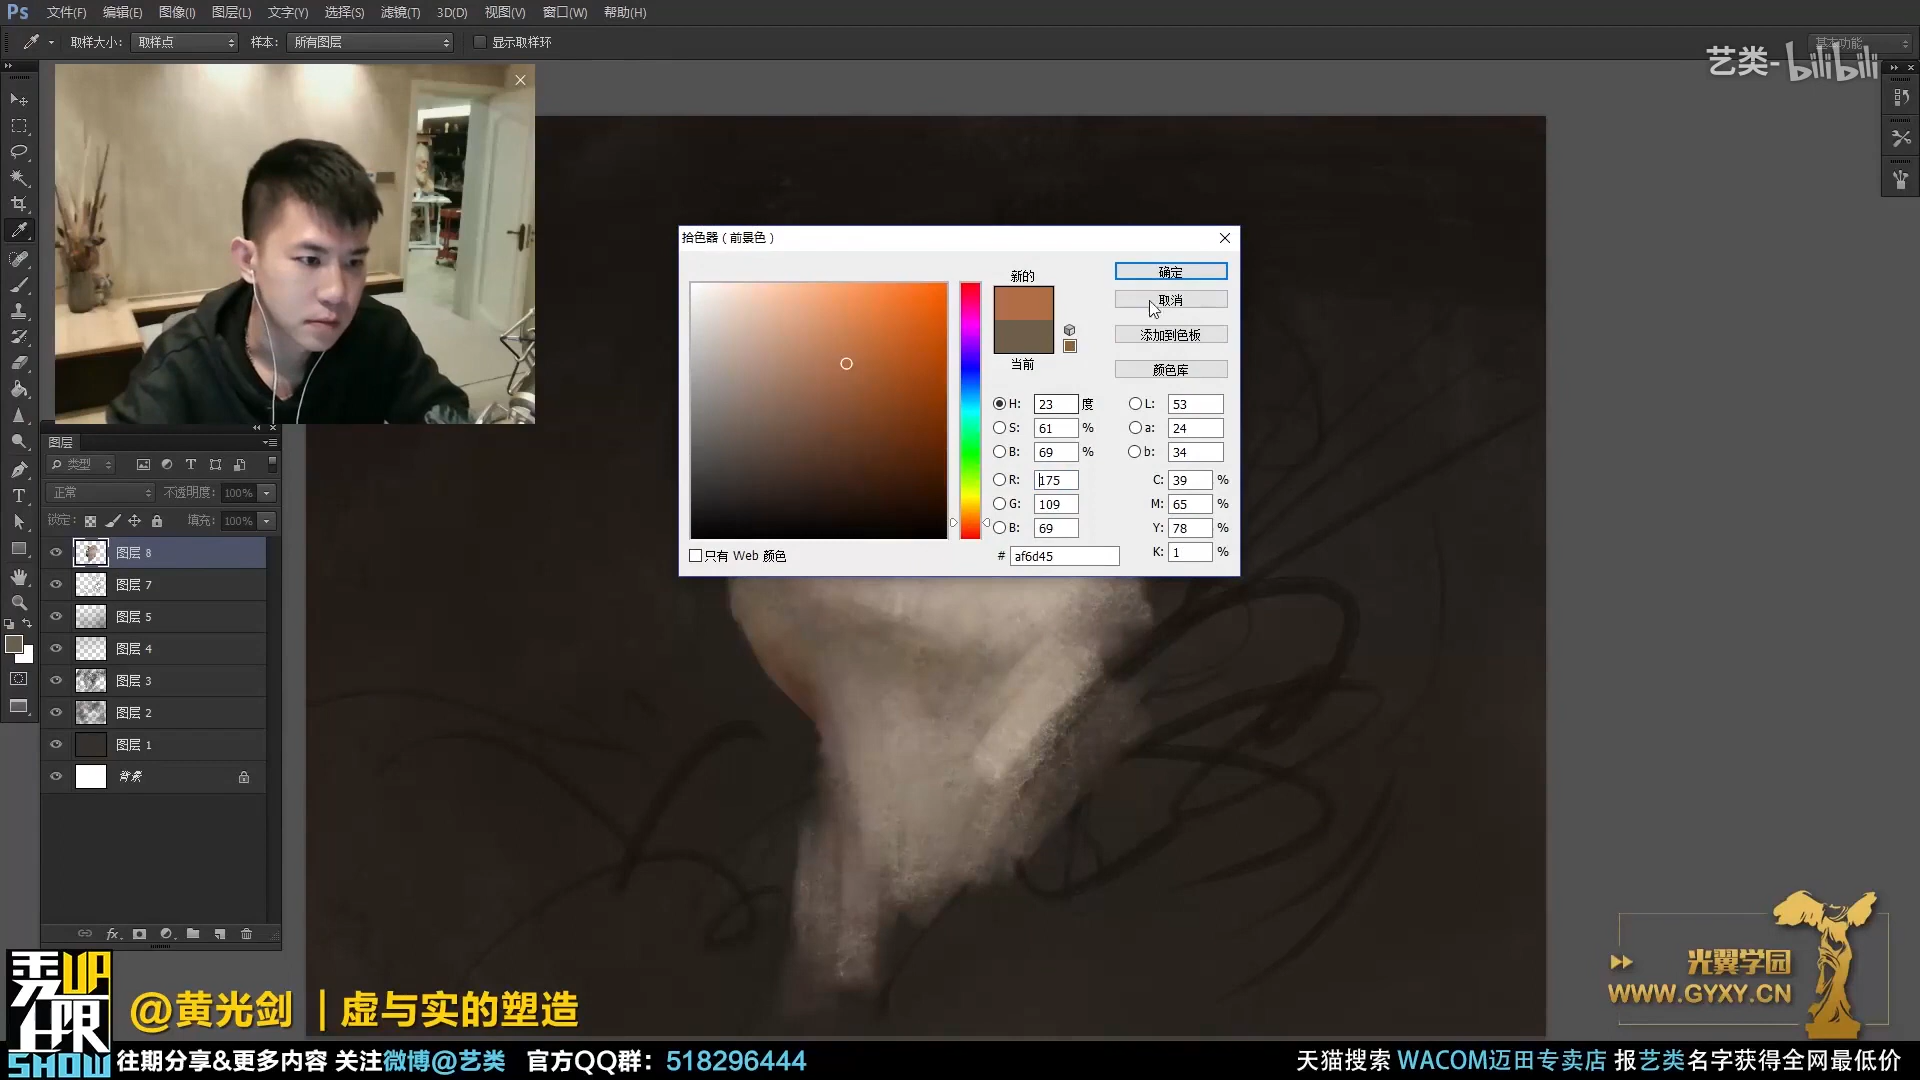 Ps 文件(F) 编辑(E) 图像(I) 图层(L) 文字(Y) 选择(S) 滤镜(T) 3D(D) 视图(V) 窗口(W) 帮助(H)
取样大小: 取样点 样本: 所有图层 显示取样环 基本功能
艺类-bilibili
拾色器（前景色）
新的
当前
确定
取消
添加到色板
颜色库
H: 23 度 L: 53
S: 61 % a: 24
B: 69 % b: 34
R: 175 C: 39 %
G: 109 M: 65 %
B: 69 Y: 78 %
# af6d45 K: 1 %
只有 Web 颜色
图层
类型
正常 不透明度: 100%
锁定: 填充: 100%
图层 8
图层 7
图层 5
图层 4
图层 3
图层 2
图层 1
背景
fx
光翼学园
WWW.GYXY.CN
UP
SHOW
@黄光剑 | 虚与实的塑造
往期分享&更多内容 关注微博@艺类 官方QQ群: 518296444
天猫搜索 WACOM迈田专卖店 报艺类名字获得全网最低价